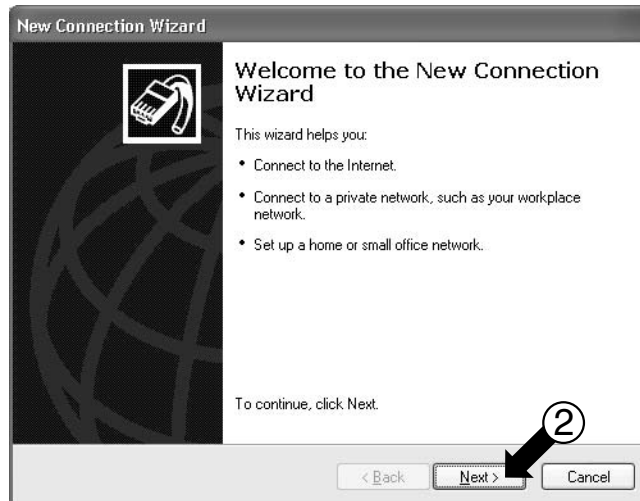 New Connection Wizard
Welcome to the New Connection
Wizard
This wizard helps you:
• Connect to the Internet.
• Connect to a private network, such as your workplace
network.
• Set up a home or small office network.
To continue, click Next.
②
< Back Next > Cancel